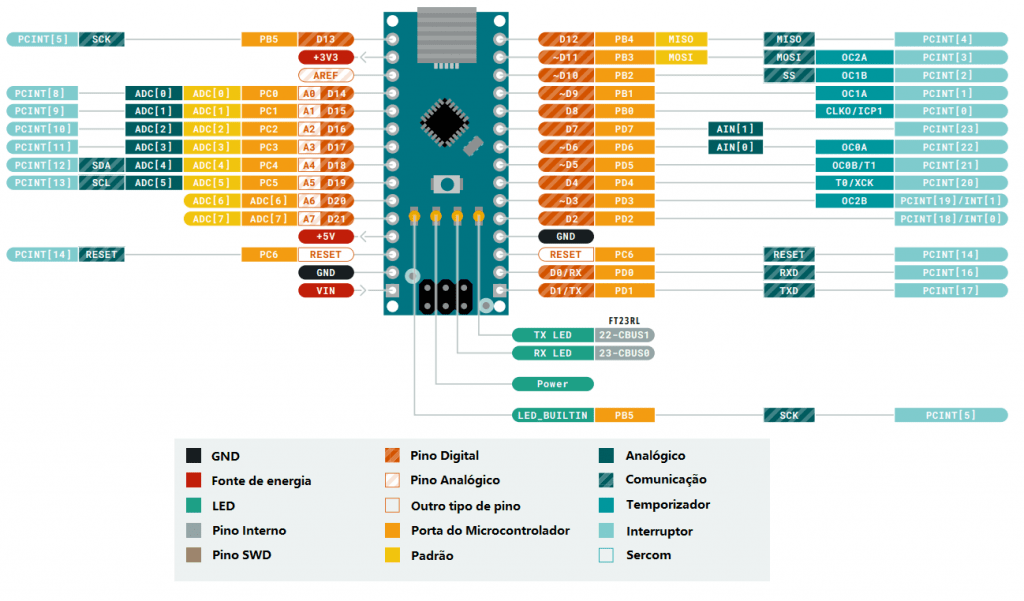 PCINT[5] SCK PB5 D13 D12 PB4 MISO MISO PCINT[4]
+3V3 ~D11 PB3 MOSI MOSI OC2A PCINT[3]
AREF ~D10 PB2 SS OC1B PCINT[2]
PCINT[8] ADC[0] ADC[0] PC0 A0 D14 ~D9 PB1 OC1A PCINT[1]
PCINT[9] ADC[1] ADC[1] PC1 A1 D15 D8 PB0 CLKO/ICP1 PCINT[0]
PCINT[10] ADC[2] ADC[2] PC2 A2 D16 D7 PD7 AIN[1] PCINT[23]
PCINT[11] ADC[3] ADC[3] PC3 A3 D17 ~D6 PD6 AIN[0] OC0A PCINT[22]
PCINT[12] SDA ADC[4] ADC[4] PC4 A4 D18 ~D5 PD5 OC0B/T1 PCINT[21]
PCINT[13] SCL ADC[5] ADC[5] PC5 A5 D19 D4 PD4 T0/XCK PCINT[20]
ADC[6] ADC[6] A6 D20 ~D3 PD3 OC2B PCINT[19]/INT[1]
ADC[7] ADC[7] A7 D21 D2 PD2 PCINT[18]/INT[0]
+5V GND
PCINT[14] RESET PC6 RESET RESET PC6 RESET PCINT[14]
GND D0/RX PD0 RXD PCINT[16]
VIN D1/TX PD1 TXD PCINT[17]
FT23RL
TX LED 22-CBUS1
RX LED 23-CBUS0
Power
LED_BUILTIN PB5 SCK PCINT[5]
GND Pino Digital Analógico
Fonte de energia Pino Analógico Comunicação
LED Outro tipo de pino Temporizador
Pino Interno Porta do Microcontrolador Interruptor
Pino SWD Padrão Sercom